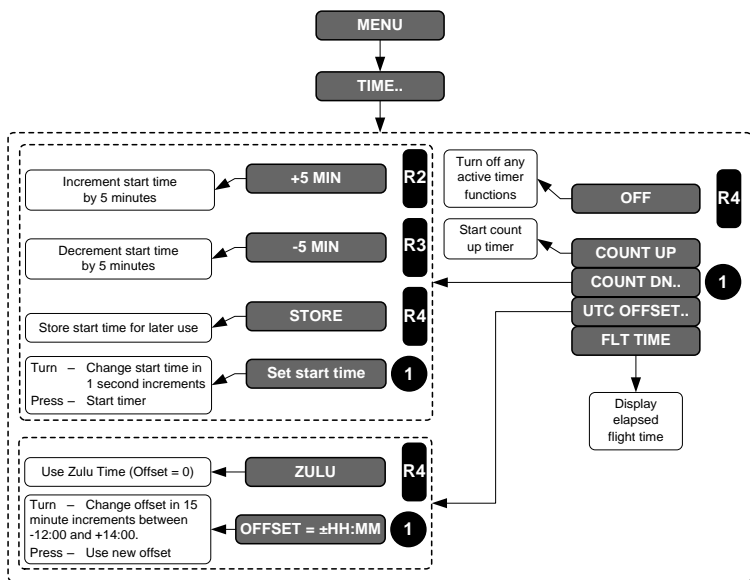 MENU
TIME..
Increment start time
by 5 minutes
+5 MIN
R2
Decrement start time
by 5 minutes
-5 MIN
R3
Store start time for later use
STORE
R4
Turn – Change start time in
1 second increments
Press – Start timer
Set start time
1
Turn off any
active timer
functions
OFF
R4
Start count
up timer
COUNT UP
COUNT DN..
1
UTC OFFSET..
FLT TIME
Display
elapsed
flight time
Use Zulu Time (Offset = 0)
ZULU
R4
Turn – Change offset in 15
minute increments between
-12:00 and +14:00.
Press – Use new offset
OFFSET = ±HH:MM
1